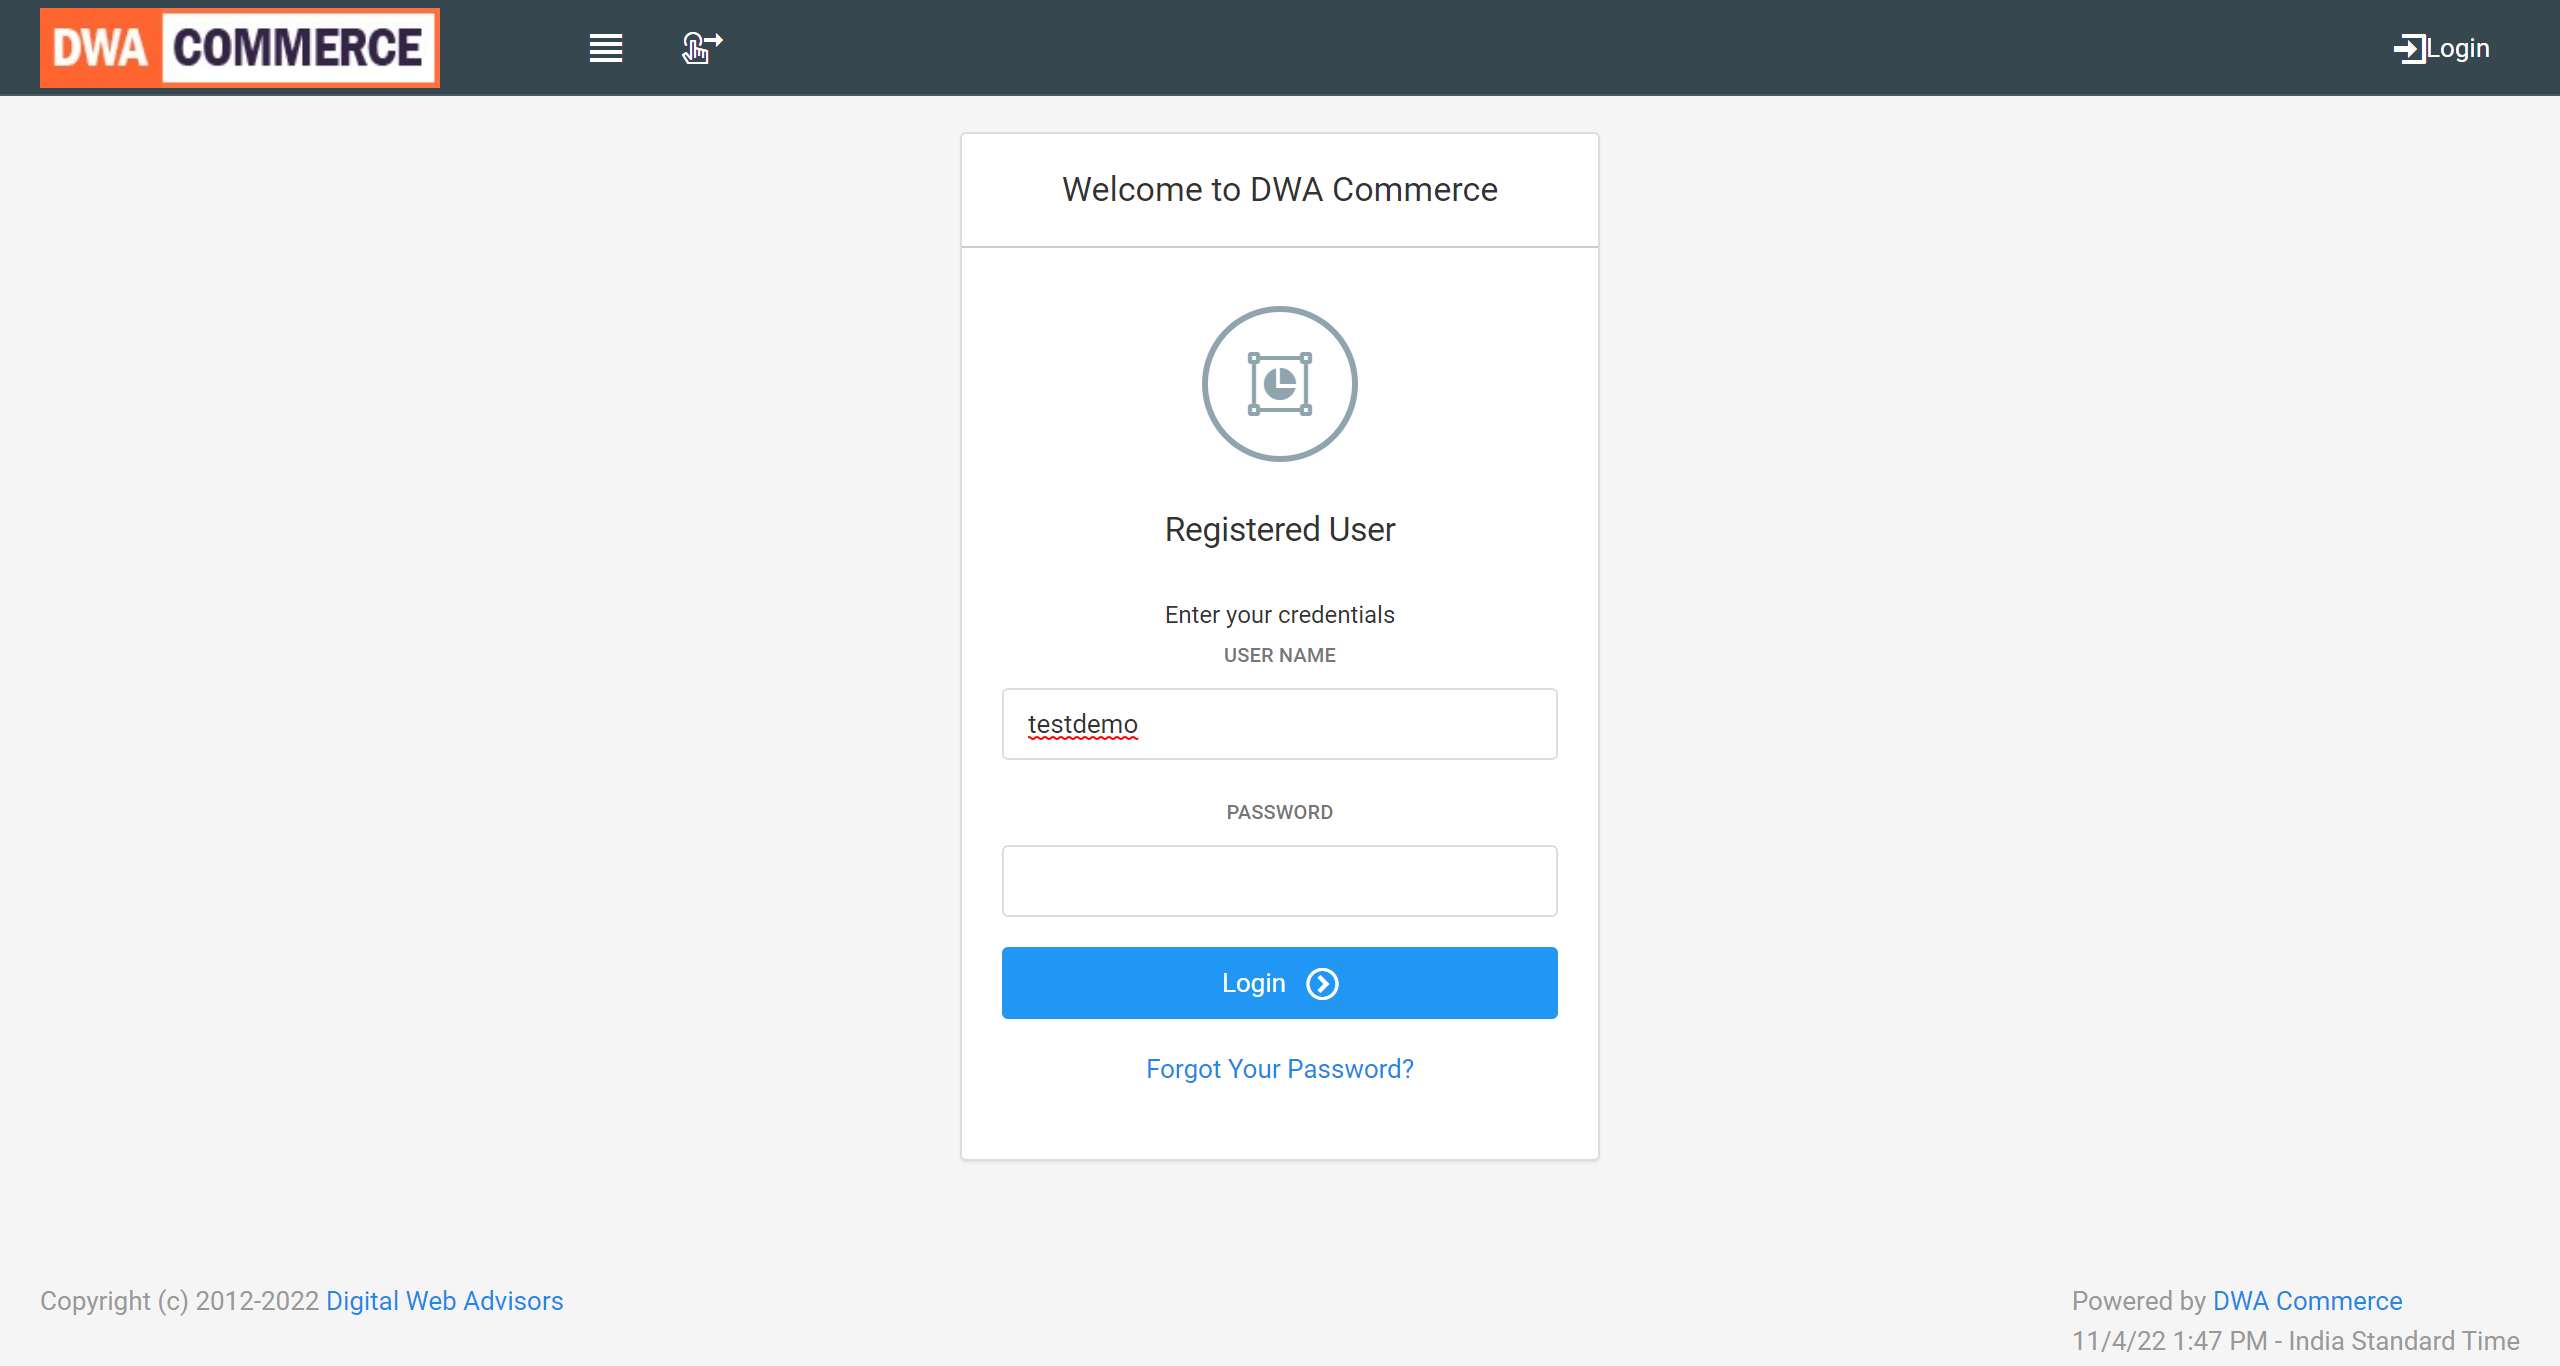 DWA COMMERCE
Login
Welcome to DWA Commerce
Registered User
Enter your credentials
USER NAME
testdemo
PASSWORD
Login
Forgot Your Password?
Copyright (c) 2012-2022 Digital Web Advisors
Powered by DWA Commerce
11/4/22 1:47 PM - India Standard Time